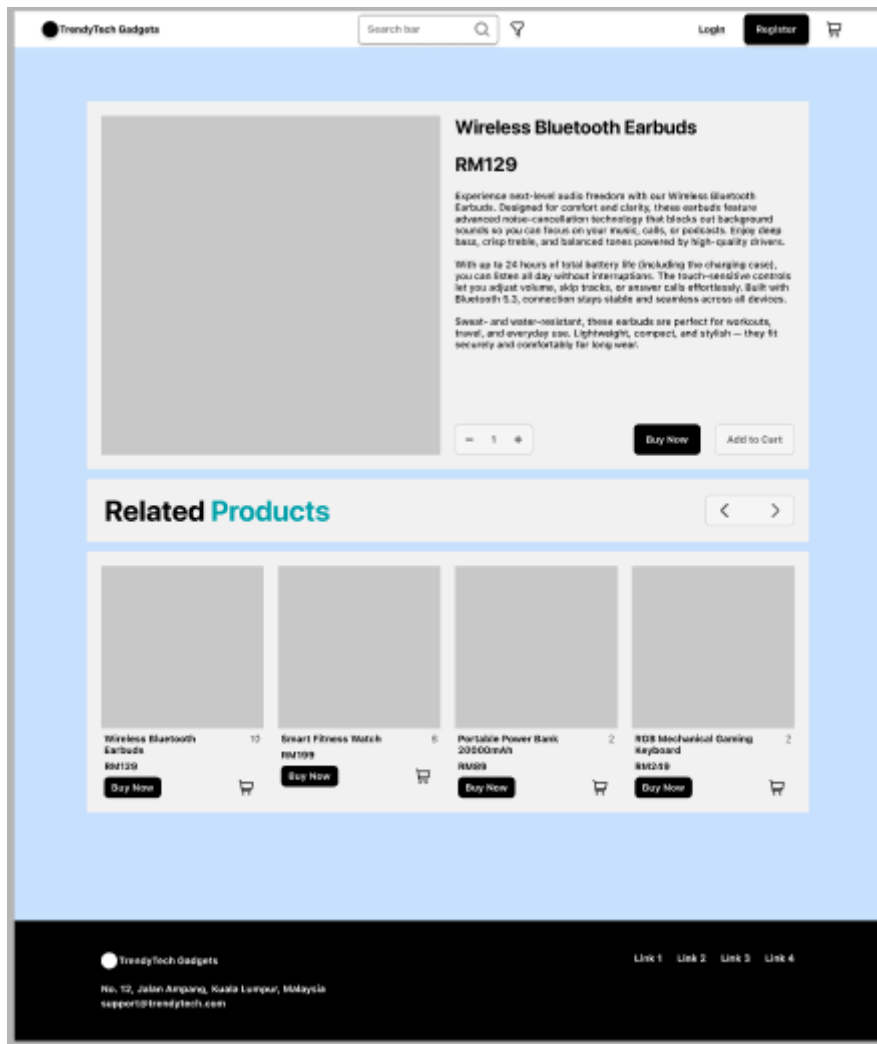 TrendyTech Gadgets
Search bar
Login
Register
Wireless Bluetooth Earbuds
RM129
Experience next-level audio freedom with our Wireless Bluetooth
Earbuds. Designed for comfort and clarity, these earbuds feature
advanced noise-cancellation technology that blocks out background
sounds so you can focus on your music, calls, or podcasts. Enjoy deep
bass, crisp treble, and balanced tones powered by high-quality drivers.
With up to 24 hours of total battery life (including the charging case),
you can listen all day without interruptions. The touch-sensitive controls
let you adjust volume, skip tracks, or answer calls effortlessly. Built with
Bluetooth 5.3, connection stays stable and seamless across all devices.
Sweat- and water-resistant, these earbuds are perfect for workouts,
travel, and everyday use. Lightweight, compact, and stylish — they fit
securely and comfortably for long wear.
− 1 +
Buy Now
Add to Cart
Related Products
Wireless Bluetooth
Earbuds
10
RM129
Buy Now
Smart Fitness Watch
6
RM199
Buy Now
Portable Power Bank
20000mAh
2
RM89
Buy Now
RGB Mechanical Gaming
Keyboard
2
RM249
Buy Now
TrendyTech Gadgets
Link 1
Link 2
Link 3
Link 4
No. 12, Jalan Ampang, Kuala Lumpur, Malaysia
support@trendytech.com